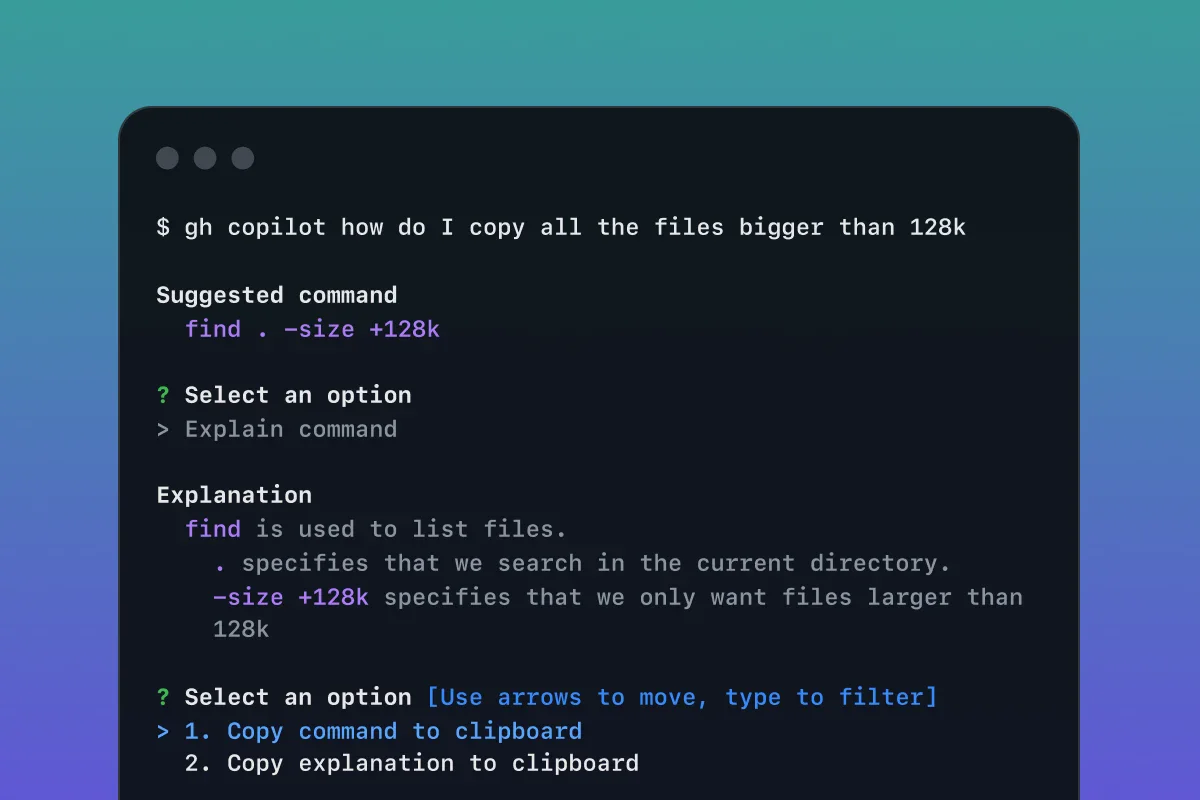 $ gh copilot how do I copy all the files bigger than 128k
Suggested command
find . –size +128k
? Select an option
> Explain command
Explanation
find is used to list files.
. specifies that we search in the current directory.
–size +128k specifies that we only want files larger than
128k
? Select an option [Use arrows to move, type to filter]
> 1. Copy command to clipboard
2. Copy explanation to clipboard